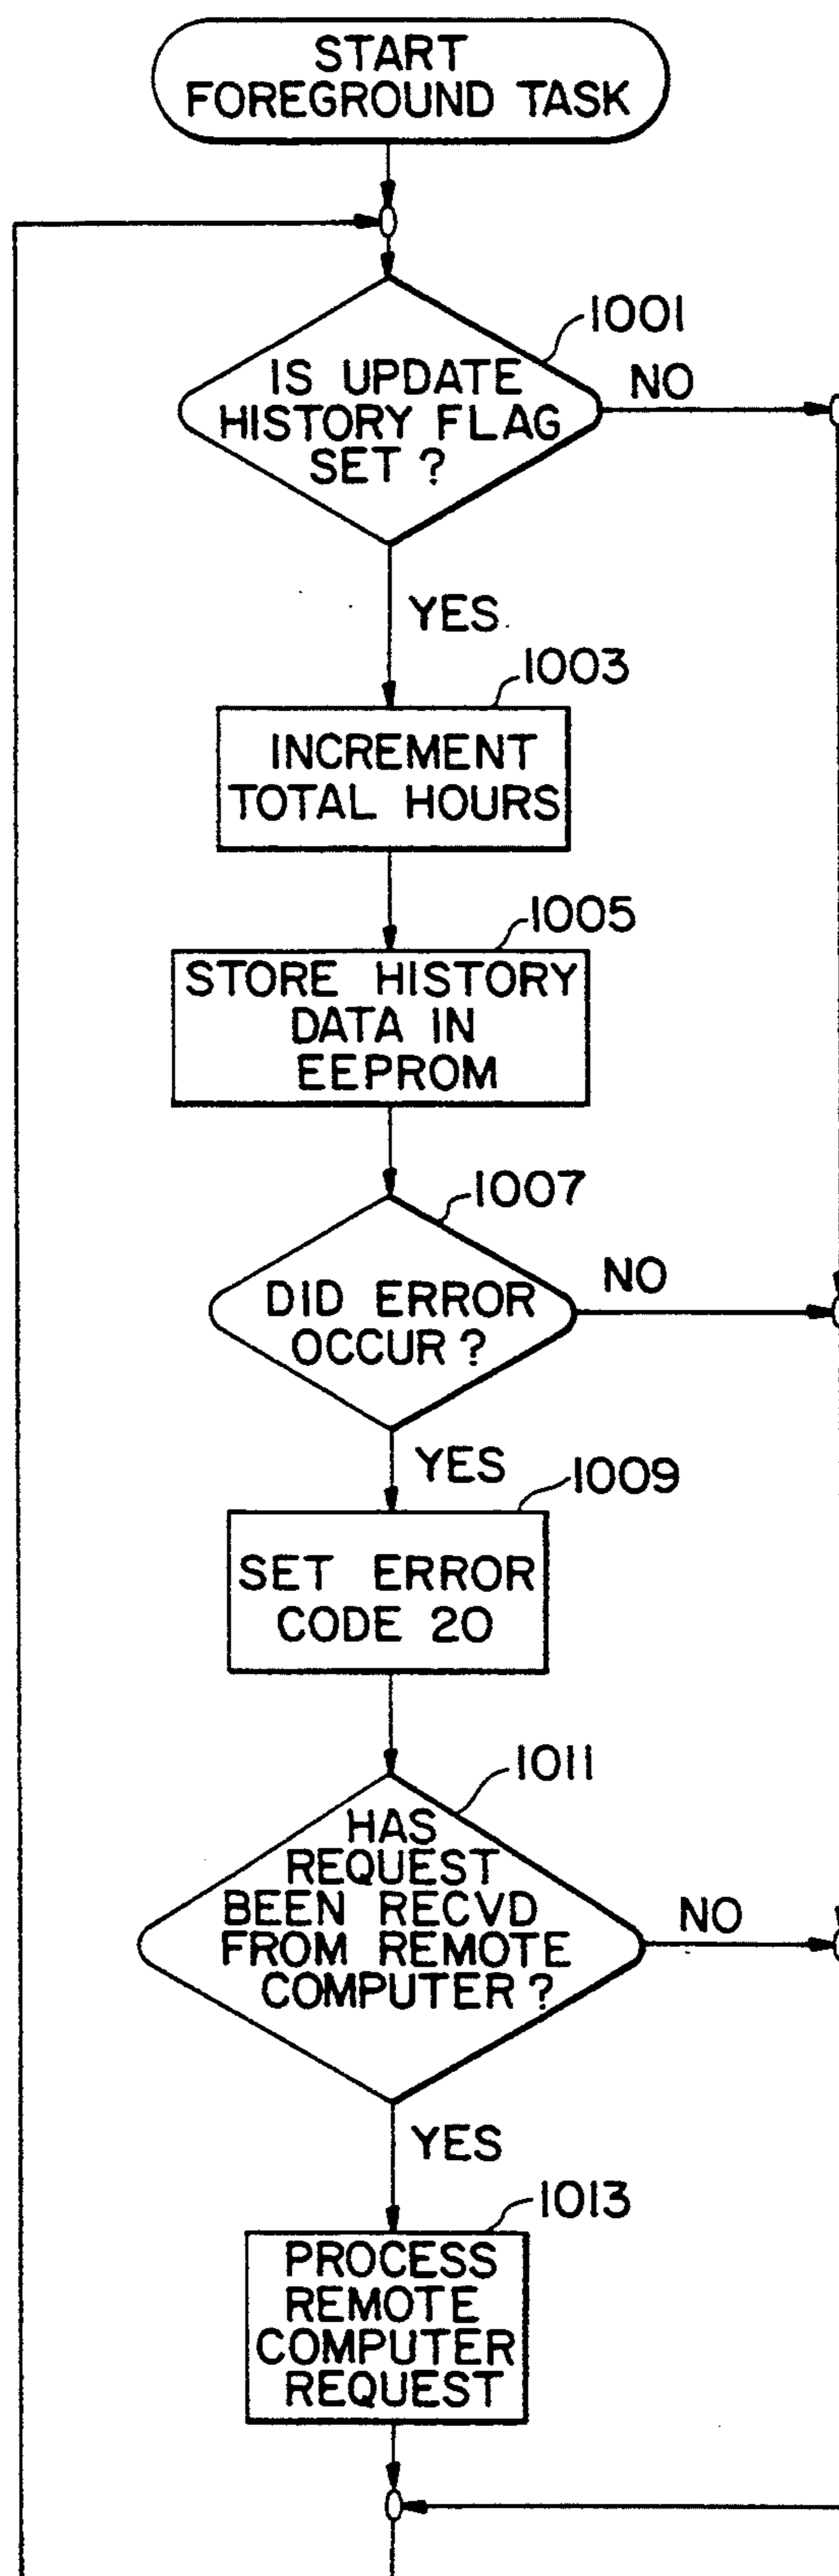 START
FOREGROUND TASK
1001
IS UPDATE
HISTORY FLAG
SET ?
NO
YES
1003
INCREMENT
TOTAL HOURS
1005
STORE HISTORY
DATA IN
EEPROM
1007
DID ERROR
OCCUR ?
NO
YES
1009
SET ERROR
CODE 20
1011
HAS
REQUEST
BEEN RECVD
FROM REMOTE
COMPUTER ?
NO
YES
1013
PROCESS
REMOTE
COMPUTER
REQUEST